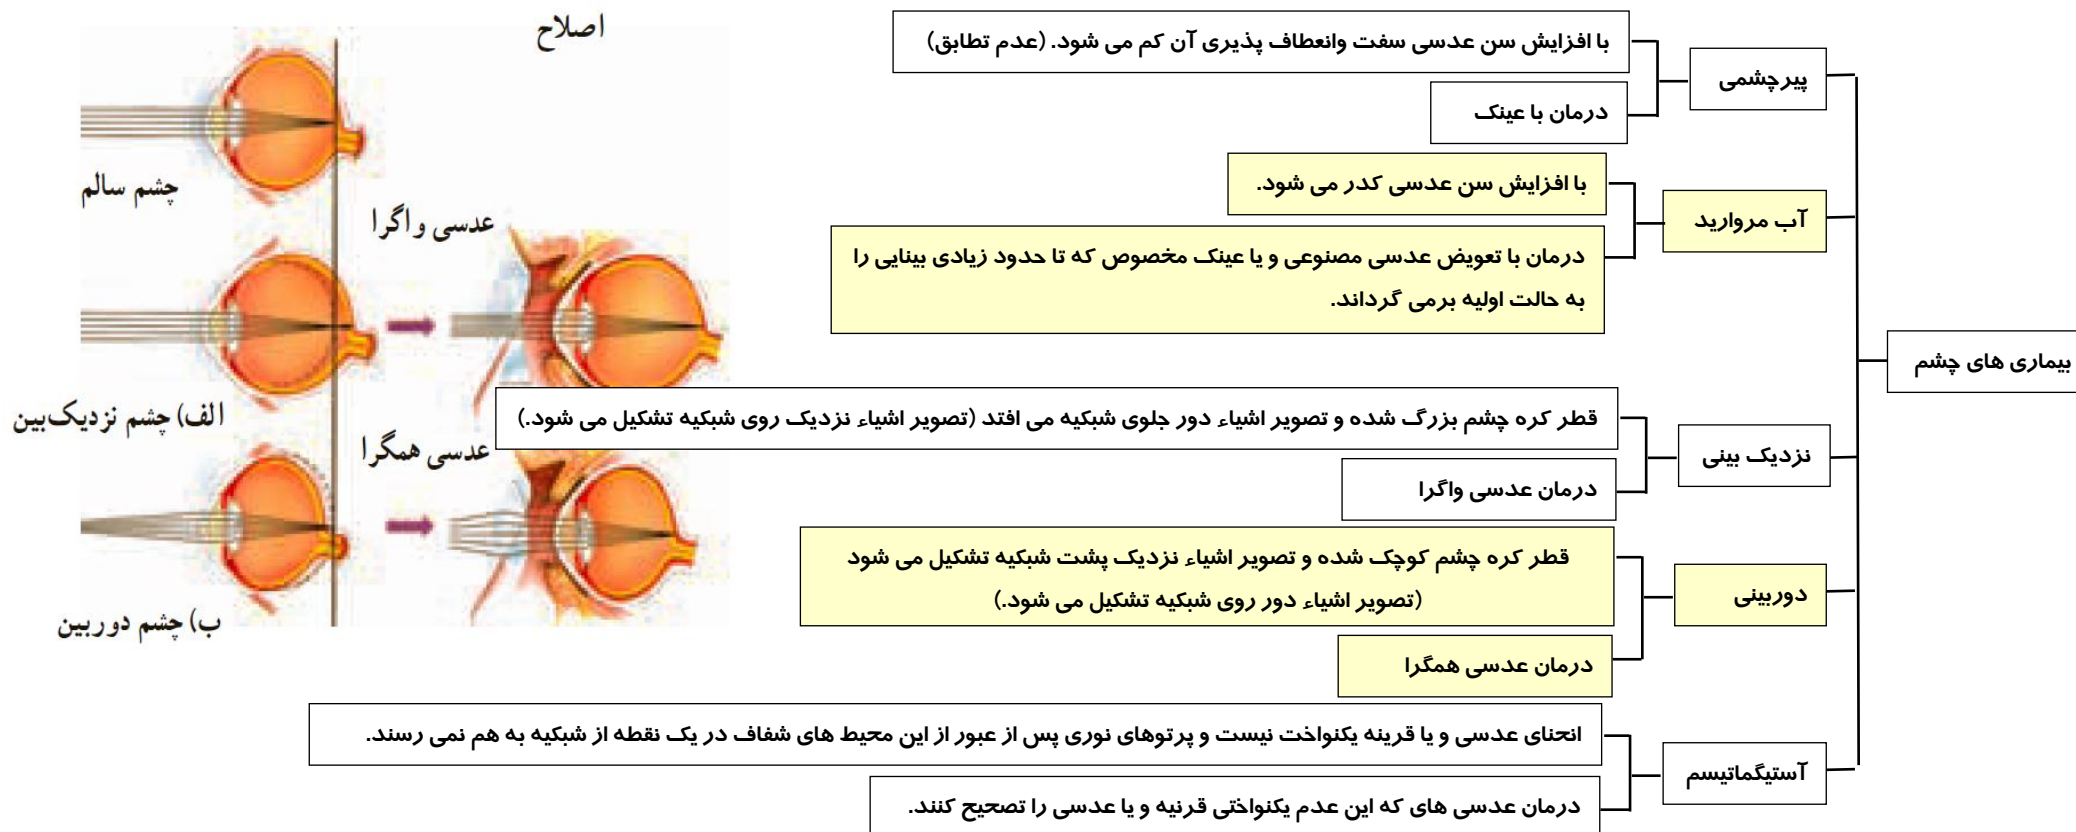 بیماری های چشم
پیرچشمی
با افزایش سن عدسی سفت وانعطاف پذیری آن کم می شود. (عدم تطابق)
درمان با عینک
آب مروارید
با افزایش سن عدسی کدر می شود.
درمان با تعویض عدسی مصنوعی و یا عینک مخصوص که تا حدود زیادی بینایی را
به حالت اولیه برمی گرداند.
نزدیک بینی
قطر کره چشم بزرگ شده و تصویر اشیاء دور جلوی شبکیه می افتد (تصویر اشیاء نزدیک روی شبکیه تشکیل می شود.)
درمان عدسی واگرا
دوربینی
قطر کره چشم کوچک شده و تصویر اشیاء نزدیک پشت شبکیه تشکیل می شود
(تصویر اشیاء دور روی شبکیه تشکیل می شود.)
درمان عدسی همگرا
آستیگماتیسم
انحنای عدسی و یا قرینه یکنواخت نیست و پرتوهای نوری پس از عبور از این محیط های شفاف در یک نقطه از شبکیه به هم نمی رسند.
درمان عدسی های که این عدم یکنواختی قرنیه و یا عدسی را تصحیح کنند.
اصلاح
چشم سالم
عدسی واگرا
الف) چشم نزدیک‌بین
عدسی همگرا
ب) چشم دوربین